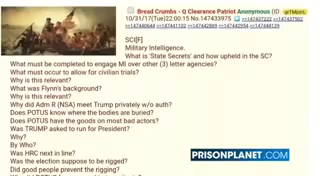 Bread Crumbs - Q Clearance Patriot Anonymous (ID:
10/31/17(Tue)22:00:15 No.147433975
SCI[F]
Military Intelligence.
What is 'State Secrets' and how upheld in the SC?
What must be completed to engage MI over other (3) letter agencies?
What must occur to allow for civilian trials?
Why is this relevant?
What was Flynn's background?
Why is this relevant?
Why did Adm R (NSA) meet Trump privately w/o auth?
Does POTUS know where the bodies are buried?
Does POTUS have the goods on most bad actors?
Was TRUMP asked to run for President?
Why?
By Who?
Was HRC next in line?
Was the election suppose to be rigged?
Did good people prevent the rigging?
PRISONPLANET.COM